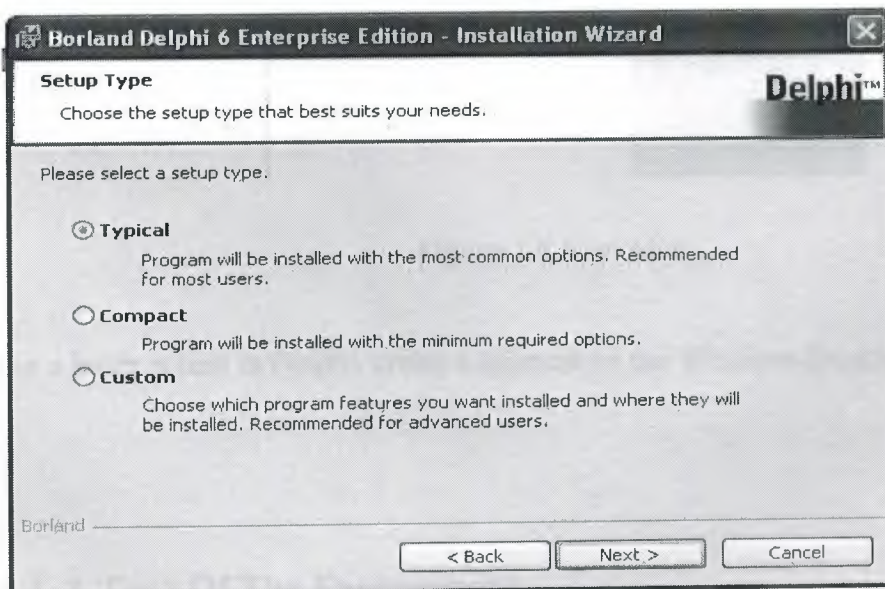 Borland Delphi 6 Enterprise Edition - Installation Wizard
Setup Type
Choose the setup type that best suits your needs.
Delphi™
Please select a setup type.
Typical
Program will be installed with the most common options. Recommended
for most users.
Compact
Program will be installed with the minimum required options.
Custom
Choose which program features you want installed and where they will
be installed. Recommended for advanced users.
Borland
< Back
Next >
Cancel